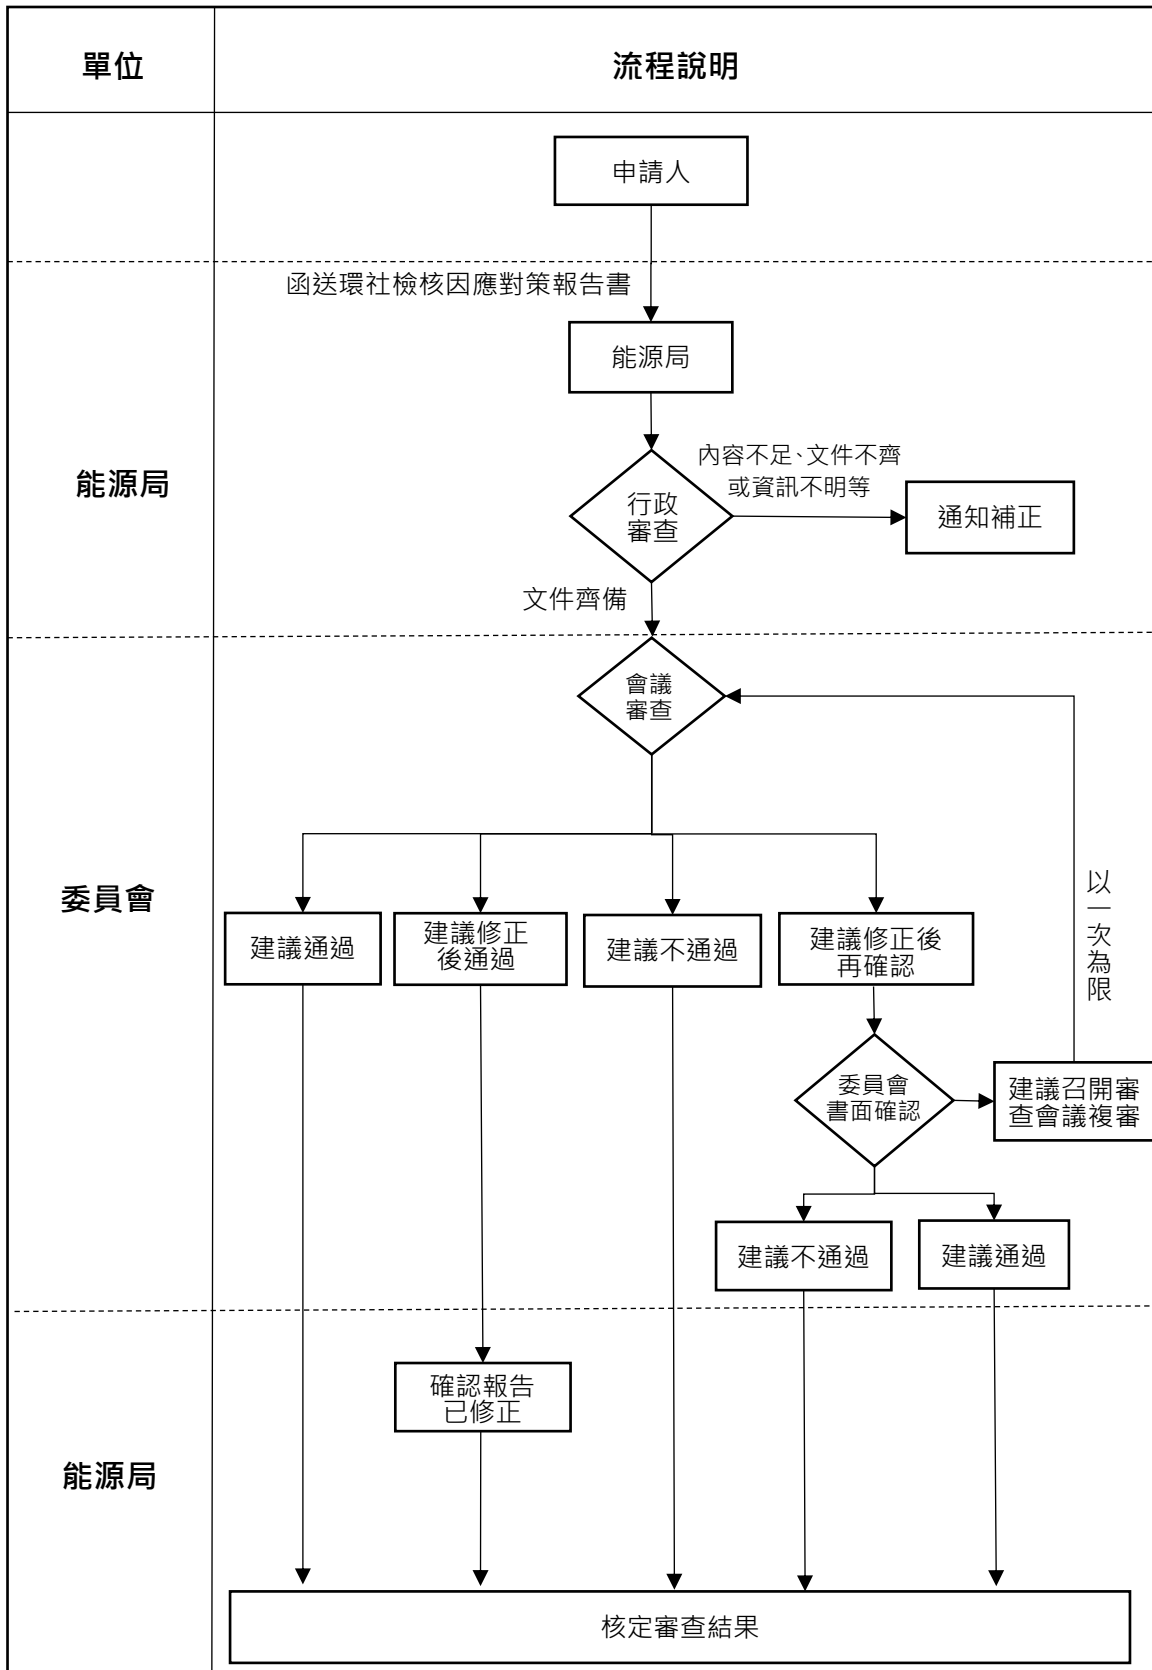 單位
流程說明
申請人
函送環社檢核因應對策報告書
能源局
能源局
內容不足、文件不齊
或資訊不明等
行政
審查
通知補正
文件齊備
委員會
會議
審查
以一次為限
建議通過
建議修正
後通過
建議不通過
建議修正後
再確認
委員會
書面確認
建議召開審
查會議複審
建議不通過
建議通過
能源局
確認報告
已修正
核定審查結果